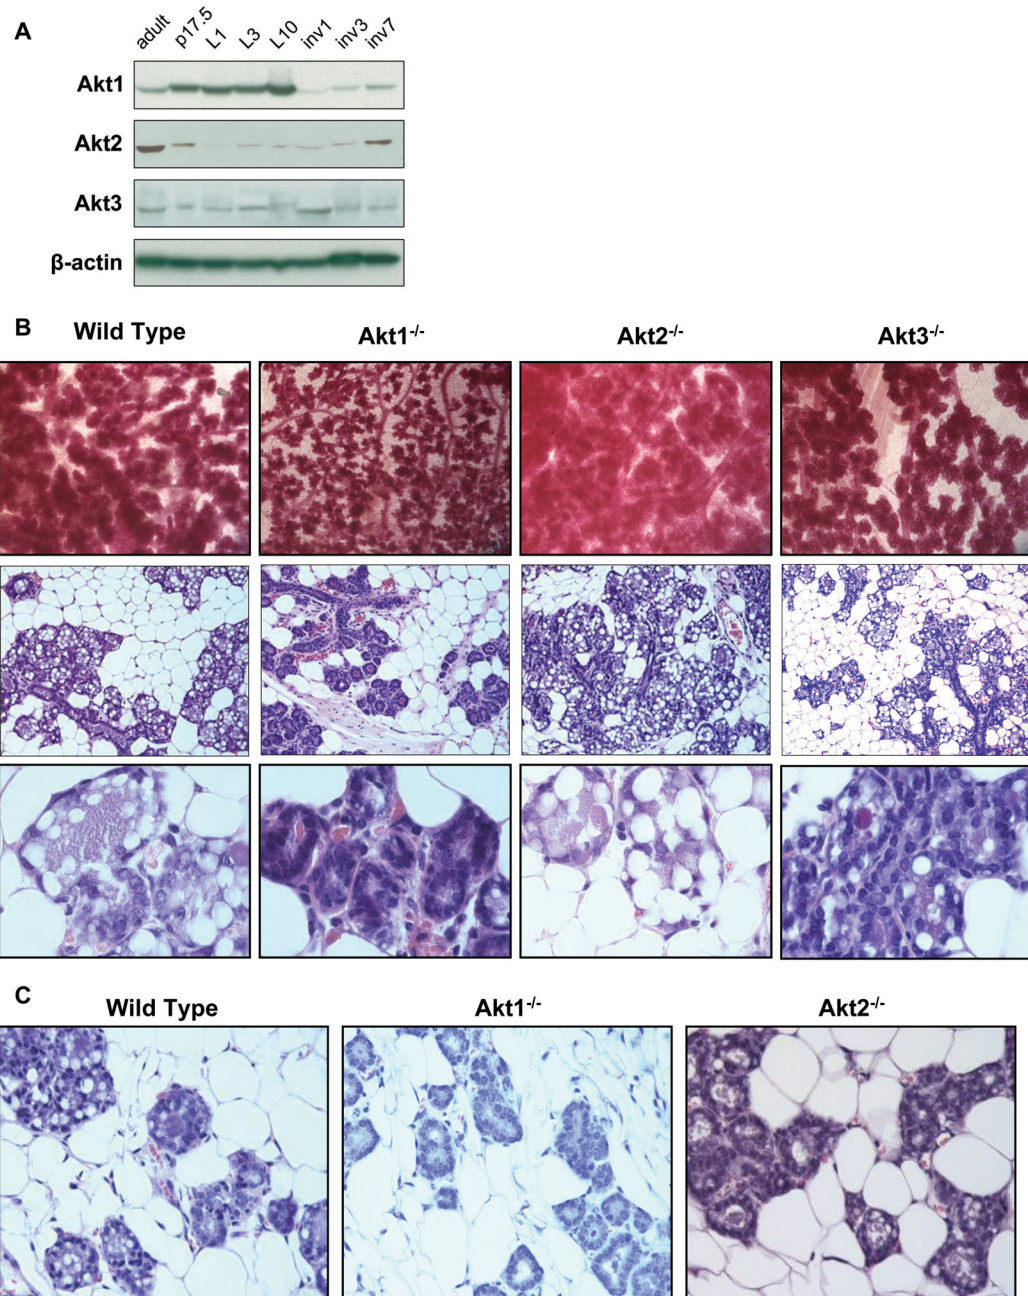 A
adult p17.5 L1 L3 L10 inv1 inv3 inv7
Akt1
Akt2
Akt3
β-actin
B
Wild Type Akt1-/- Akt2-/- Akt3-/-
C
Wild Type Akt1-/- Akt2-/-